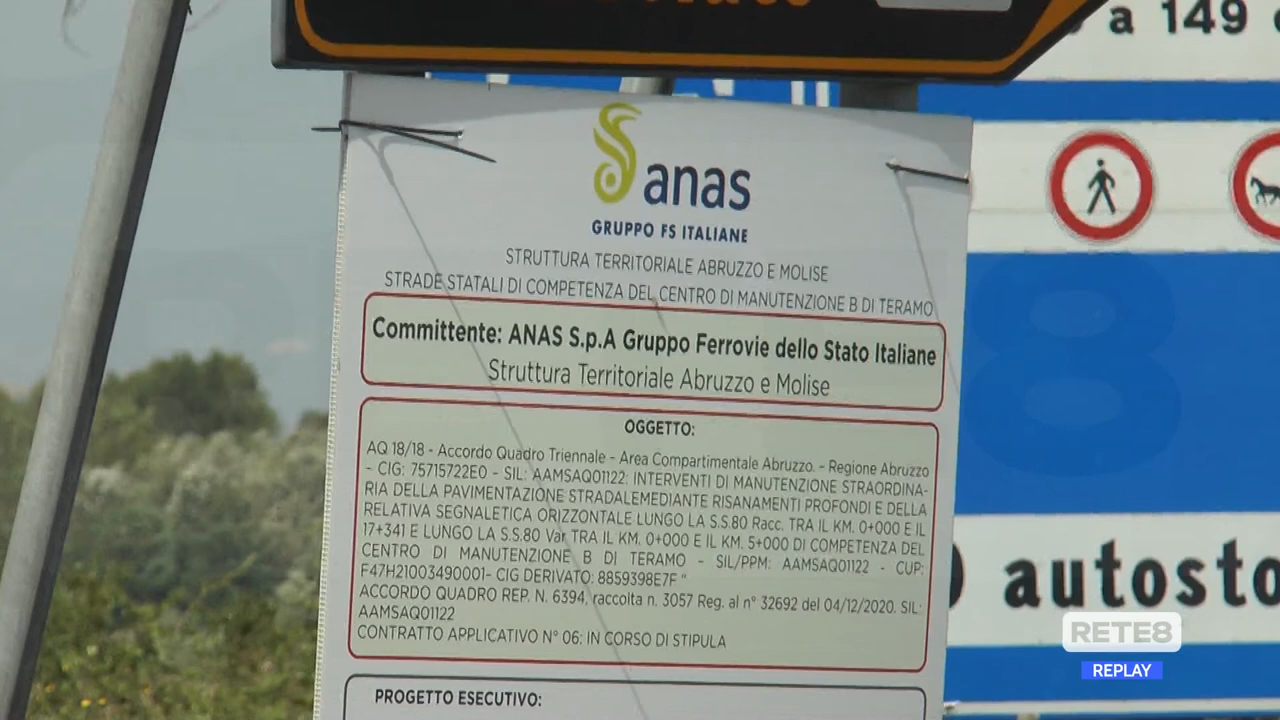 a 149
anas
GRUPPO FS ITALIANE
STRUTTURA TERRITORIALE ABRUZZO E MOLISE
STRADE STATALI DI COMPETENZA DEL CENTRO DI MANUTENZIONE B DI TERAMO
Committente: ANAS S.p.A Gruppo Ferrovie dello Stato Italiane
Struttura Territoriale Abruzzo e Molise
OGGETTO:
AQ 18/18 - Accordo Quadro Triennale - Area Compartimentale Abruzzo. - Regione Abruzzo
- CIG: 75715722E0 - SIL: AAMSAQ01122: INTERVENTI DI MANUTENZIONE STRAORDINA-
RIA DELLA PAVIMENTAZIONE STRADALEMEDIANTE RISANAMENTI PROFONDI E DELLA
RELATIVA SEGNALETICA ORIZZONTALE LUNGO LA S.S.80 Racc. TRA IL KM. 0+000 E IL
17+341 E LUNGO LA S.S.80 Var TRA IL KM. 0+000 E IL KM. 5+000 DI COMPETENZA DEL
CENTRO DI MANUTENZIONE B DI TERAMO - SIL/PPM: AAMSAQ01122 - CUP:
F47H21003490001- CIG DERIVATO: 8859398E7F "
ACCORDO QUADRO REP. N. 6394, raccolta n. 3057 Reg. al n° 32692 del 04/12/2020. SIL:
AAMSAQ01122
CONTRATTO APPLICATIVO N° 06: IN CORSO DI STIPULA
PROGETTO ESECUTIVO:
autosto
RETE8
REPLAY